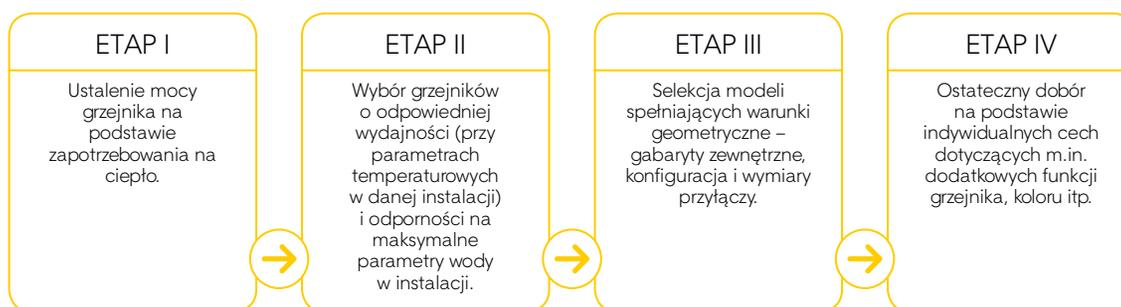 ETAP I
Ustalenie mocy
grzejnika na
podstawie
zapotrzebowania na
ciepło.
ETAP II
Wybór grzejników
o odpowiedniej
wydajności (przy
parametrach
temperaturowych
w danej instalacji)
i odporności na
maksymalne
parametry wody
w instalacji.
ETAP III
Selekcja modeli
spełniających warunki
geometryczne –
gabaryty zewnętrzne,
konfiguracja i wymiary
przyłączy.
ETAP IV
Ostateczny dobór
na podstawie
indywidualnych cech
dotyczących m.in.
dodatkowych funkcji
grzejnika, koloru itp.